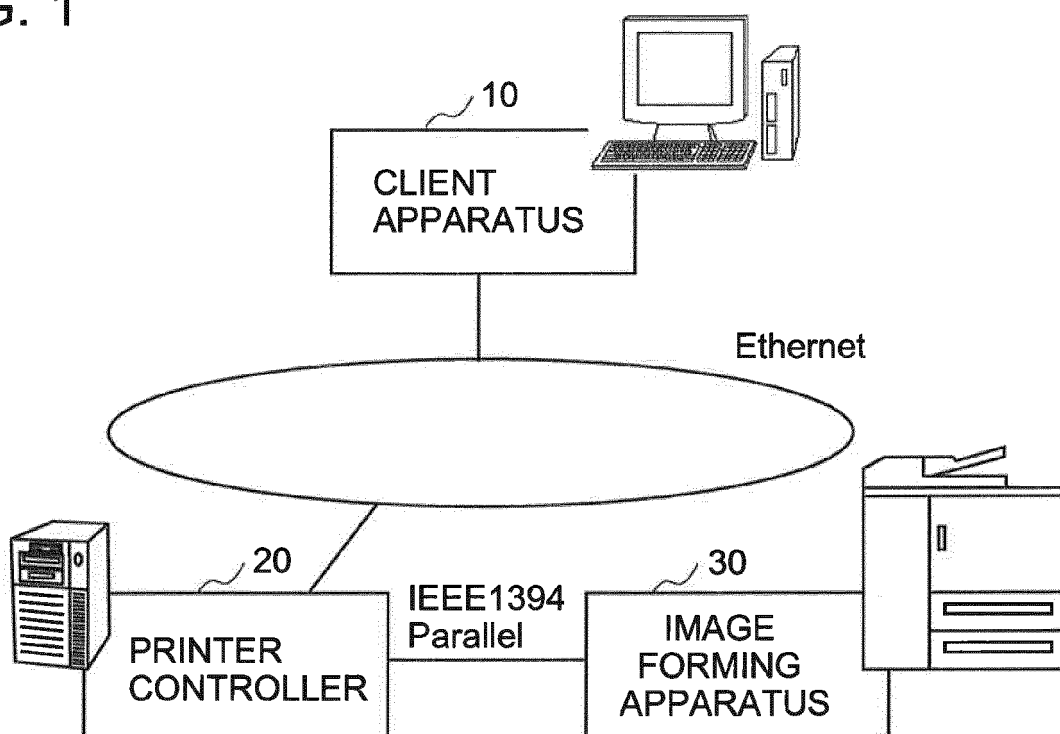 G. 1
10
CLIENT
APPARATUS
Ethernet
20
30
IEEE1394
Parallel
PRINTER
CONTROLLER
IMAGE
FORMING
APPARATUS